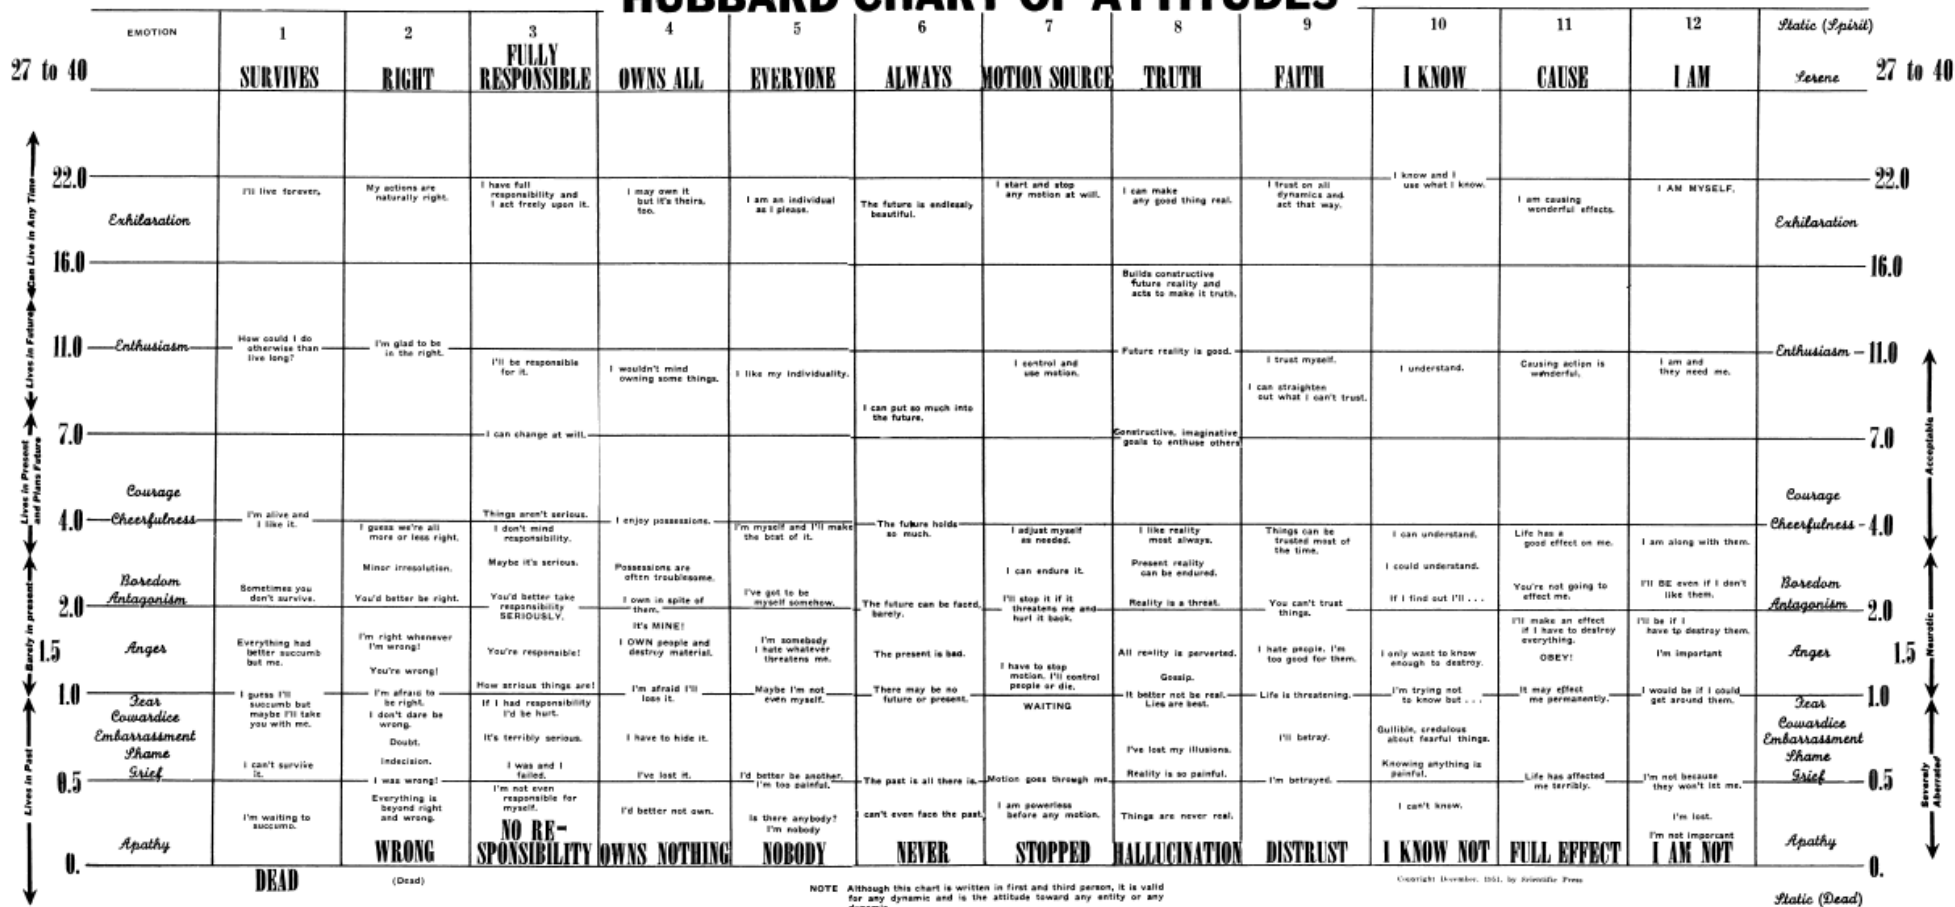 HUBBARD CHART OF ATTITUDES
27 to 40
22.0
16.0
11.0
7.0
4.0
2.0
1.5
1.0
0.5
0.
Can Live in Any Time
Lives in Future
Lives in Present
and Plans Future
Barely in present
Lives in Past
EMOTION
Exhilaration
Enthusiasm
Courage
Cheerfulness
Boredom
Antagonism
Anger
Fear
Cowardice
Embarrassment
Shame
Grief
Apathy
1
SURVIVES
I'll live forever.
How could I do
otherwise than
live long?
I'm alive and
I like it.
Sometimes you
don't survive.
Everything had
better succumb
but me.
I guess I'll
succumb but
maybe I'll take
you with me.
I can't survive
it.
I'm waiting to
succumb.
DEAD
2
RIGHT
My actions are
naturally right.
I'm glad to be
in the right.
I guess we're all
more or less right.
Minor irresolution.
You'd better be right.
I'm right whenever
I'm wrong!
You're wrong!
I'm afraid to
be right.
I don't dare be
wrong.
Doubt.
Indecision.
I was wrong!
Everything is
beyond right
and wrong.
WRONG
(Dead)
3
FULLY
RESPONSIBLE
I have full
responsibility and
I act freely upon it.
I'll be responsible
for it.
I can change at will.
Things aren't serious.
I don't mind
responsibility.
Maybe it's serious.
You'd better take
responsibility
SERIOUSLY.
You're responsible!
How serious things are!
If I had responsibility
I'd be hurt.
It's terribly serious.
I was and I
failed.
I'm not even
responsible for
myself.
NO RE-
SPONSIBILITY
4
OWNS ALL
I may own it
but it's theirs,
too.
I wouldn't mind
owning some things.
I enjoy possessions.
Possessions are
often troublesome.
I own in spite of
them.
It's MINE!
I OWN people and
destroy material.
I'm afraid I'll
lose it.
I have to hide it.
I've lost it.
I'd better not own.
OWNS NOTHING
5
EVERYONE
I am an individual
as I please.
I like my individuality.
I'm myself and I'll make
the best of it.
I've got to be
myself somehow.
I'm somebody
I hate whatever
threatens me.
Maybe I'm not
even myself.
I'd better be another,
I'm too painful.
Is there anybody?
I'm nobody
NOBODY
6
ALWAYS
The future is endlessly
beautiful.
I can put so much into
the future.
The future holds
so much.
The future can be faced,
barely.
The present is bad.
There may be no
future or present.
The past is all there is.
I can't even face the past.
NEVER
7
MOTION SOURCE
I start and stop
any motion at will.
I control and
use motion.
I adjust myself
as needed.
I can endure it.
I'll stop it if it
threatens me and
hurl it back.
I have to stop
motion. I'll control
people or die.
WAITING
Motion goes through me
I am powerless
before any motion.
STOPPED
8
TRUTH
I can make
any good thing real.
Builds constructive
future reality and
acts to make it truth.
Future reality is good.
Constructive, imaginative
goals to enthuse others
I like reality
most always.
Present reality
can be endured.
Reality is a threat.
All reality is perverted.
Gossip.
It better not be real.
Lies are best.
I've lost my illusions.
Reality is so painful.
Things are never real.
HALLUCINATION
9
FAITH
I trust on all
dynamics and
act that way.
I trust myself.
I can straighten
out what I can't trust.
Things can be
trusted most of
the time.
You can't trust
things.
I hate people. I'm
too good for them.
Life is threatening.
I'll betray.
I'm betrayed.
DISTRUST
10
I KNOW
I know and I
use what I know.
I understand.
I can understand.
I could understand.
If I find out I'll . . .
I only want to know
enough to destroy.
I'm trying not
to know but . . .
Gullible, credulous
about fearful things.
Knowing anything is
painful.
I can't know.
I KNOW NOT
11
CAUSE
I am causing
wonderful effects.
Causing action is
wonderful.
Life has a
good effect on me.
You're not going to
effect me.
I'll make an effect
if I have to destroy
everything.
OBEY!
It may effect
me permanently.
Life has affected
me terribly.
FULL EFFECT
12
I AM
I AM MYSELF.
I am and
they need me.
I am along with them.
I'll BE even if I don't
like them.
I'll be if I
have to destroy them.
I'm important
I would be if I could
get around them.
I'm not because
they won't let me.
I'm lost.
I'm not important
I AM NOT
Static (Spirit)
Serene
Exhilaration
Enthusiasm
Courage
Cheerfulness
Boredom
Antagonism
Anger
Fear
Cowardice
Embarrassment
Shame
Grief
Apathy
Static (Dead)
27 to 40
22.0
16.0
11.0
7.0
4.0
2.0
1.5
1.0
0.5
0.
Acceptable
Neurotic
Severely
Aberrated
Copyright December, 1951, by Scientific Press
NOTE Although this chart is written in first and third person, it is valid
for any dynamic and is the attitude toward any entity or any